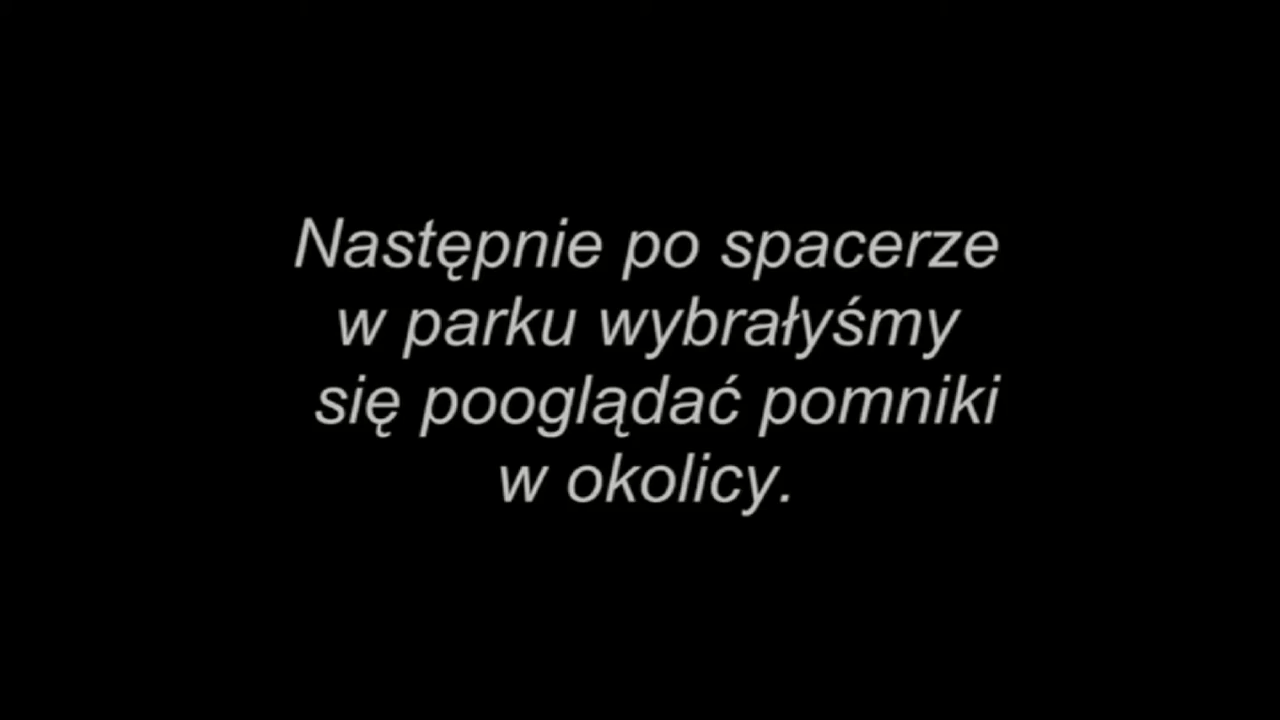 Następnie po spacerze
w parku wybrałyśmy
się pooglądać pomniki
w okolicy.